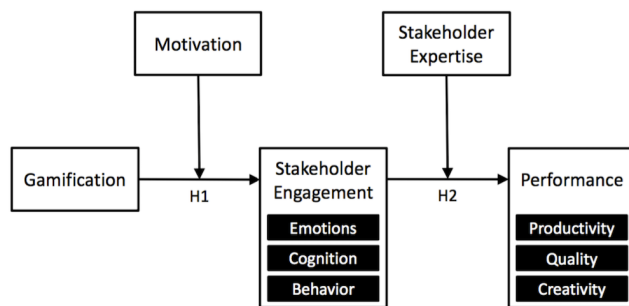 Motivation
Stakeholder
Expertise
Gamification
H1
Stakeholder
Engagement
Emotions
Cognition
Behavior
H2
Performance
Productivity
Quality
Creativity